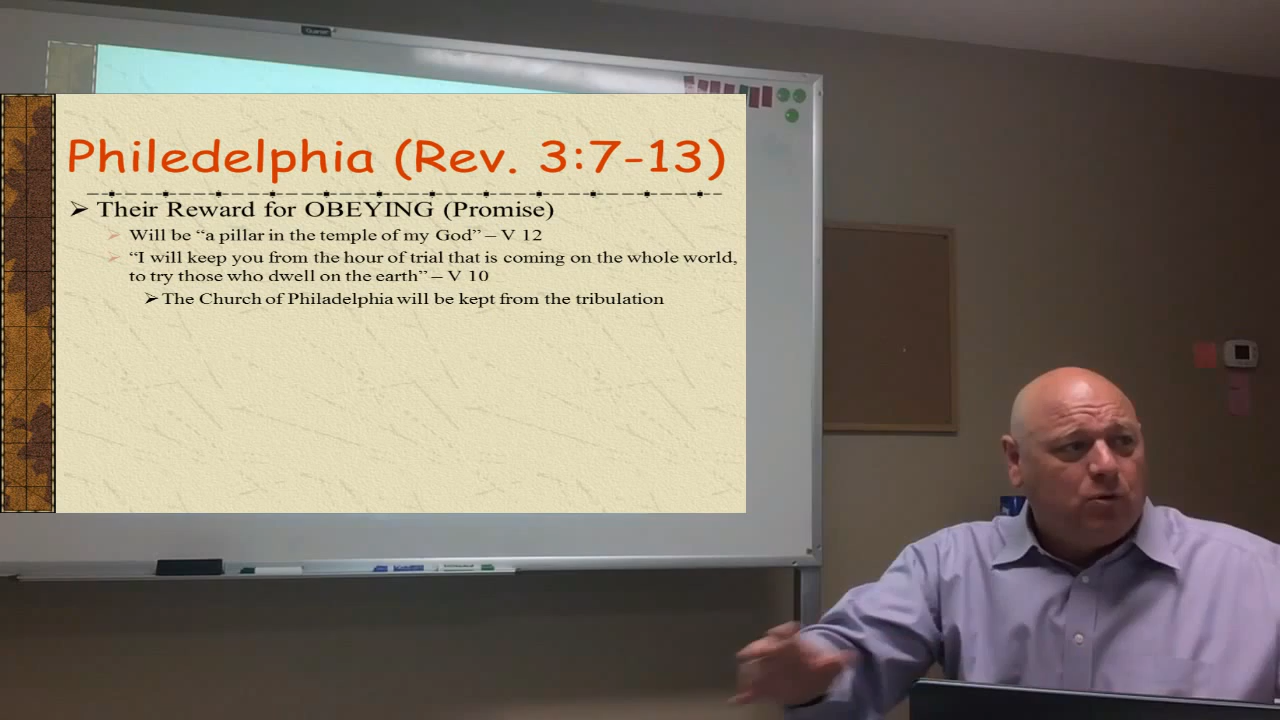 Quartet
Philedelphia (Rev. 3:7-13)
➢ Their Reward for OBEYING (Promise)
➢ Will be “a pillar in the temple of my God” – V 12
➢ “I will keep you from the hour of trial that is coming on the whole world,
to try those who dwell on the earth” – V 10
➢ The Church of Philadelphia will be kept from the tribulation